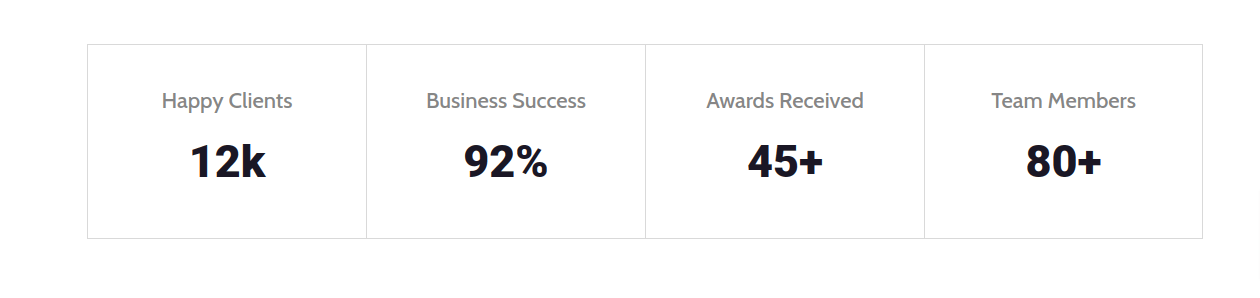 Happy Clients
12k
Business Success
92%
Awards Received
45+
Team Members
80+